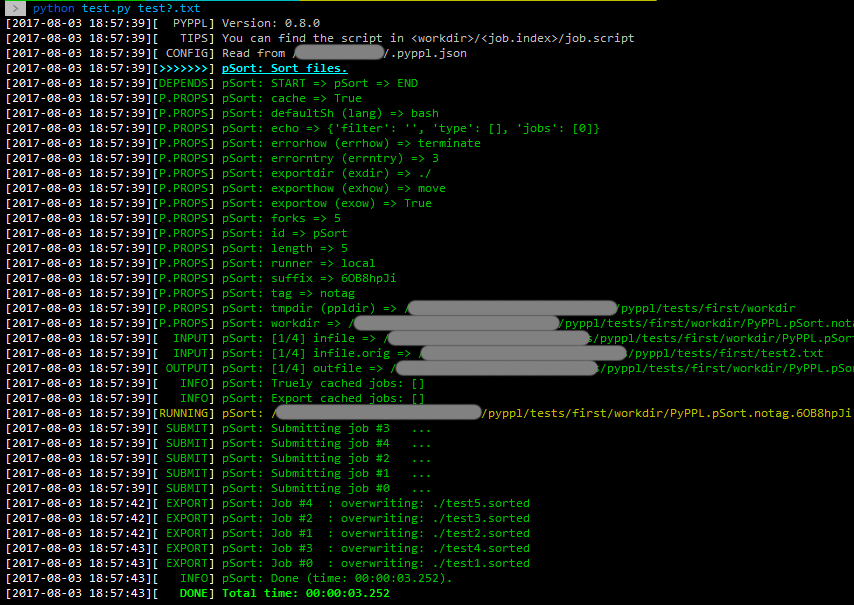 > python test.py test?.txt
[2017-08-03 18:57:39][  PYPPL] Version: 0.8.0
[2017-08-03 18:57:39][   TIPS] You can find the script in <workdir>/<job.index>/job.script
[2017-08-03 18:57:39][ CONFIG] Read from //.pyppl.json
[2017-08-03 18:57:39][>>>>>>>] pSort: Sort files.
[2017-08-03 18:57:39][DEPENDS] pSort: START => pSort => END
[2017-08-03 18:57:39][P.PROPS] pSort: cache => True
[2017-08-03 18:57:39][P.PROPS] pSort: defaultSh (lang) => bash
[2017-08-03 18:57:39][P.PROPS] pSort: echo => {'filter': '', 'type': [], 'jobs': [0]}
[2017-08-03 18:57:39][P.PROPS] pSort: errorhow (errhow) => terminate
[2017-08-03 18:57:39][P.PROPS] pSort: errorntry (errntry) => 3
[2017-08-03 18:57:39][P.PROPS] pSort: exportdir (exdir) => ./
[2017-08-03 18:57:39][P.PROPS] pSort: exporthow (exhow) => move
[2017-08-03 18:57:39][P.PROPS] pSort: exportow (exow) => True
[2017-08-03 18:57:39][P.PROPS] pSort: forks => 5
[2017-08-03 18:57:39][P.PROPS] pSort: id => pSort
[2017-08-03 18:57:39][P.PROPS] pSort: length => 5
[2017-08-03 18:57:39][P.PROPS] pSort: runner => local
[2017-08-03 18:57:39][P.PROPS] pSort: suffix => 6OB8hpJi
[2017-08-03 18:57:39][P.PROPS] pSort: tag => notag
[2017-08-03 18:57:39][P.PROPS] pSort: tmpdir (ppldir) => //pyppl/tests/first/workdir
[2017-08-03 18:57:39][P.PROPS] pSort: workdir => //pyppl/tests/first/workdir/PyPPL.pSort.nota
[2017-08-03 18:57:39][  INPUT] pSort: [1/4] infile => //pyppl/tests/first/workdir/PyPPL.pSor
[2017-08-03 18:57:39][  INPUT] pSort: [1/4] infile.orig => //pyppl/tests/first/test2.txt
[2017-08-03 18:57:39][ OUTPUT] pSort: [1/4] outfile => //pyppl/tests/first/workdir/PyPPL.pSo
[2017-08-03 18:57:39][   INFO] pSort: Truely cached jobs: []
[2017-08-03 18:57:39][   INFO] pSort: Export cached jobs: []
[2017-08-03 18:57:39][RUNNING] pSort: //pyppl/tests/first/workdir/PyPPL.pSort.notag.6OB8hpJi
[2017-08-03 18:57:39][ SUBMIT] pSort: Submitting job #3   ...
[2017-08-03 18:57:39][ SUBMIT] pSort: Submitting job #4   ...
[2017-08-03 18:57:39][ SUBMIT] pSort: Submitting job #2   ...
[2017-08-03 18:57:39][ SUBMIT] pSort: Submitting job #1   ...
[2017-08-03 18:57:39][ SUBMIT] pSort: Submitting job #0   ...
[2017-08-03 18:57:42][ EXPORT] pSort: Job #4  : overwriting: ./test5.sorted
[2017-08-03 18:57:42][ EXPORT] pSort: Job #2  : overwriting: ./test3.sorted
[2017-08-03 18:57:42][ EXPORT] pSort: Job #1  : overwriting: ./test2.sorted
[2017-08-03 18:57:43][ EXPORT] pSort: Job #3  : overwriting: ./test4.sorted
[2017-08-03 18:57:43][ EXPORT] pSort: Job #0  : overwriting: ./test1.sorted
[2017-08-03 18:57:43][   INFO] pSort: Done (time: 00:00:03.252).
[2017-08-03 18:57:43][   DONE] Total time: 00:00:03.252